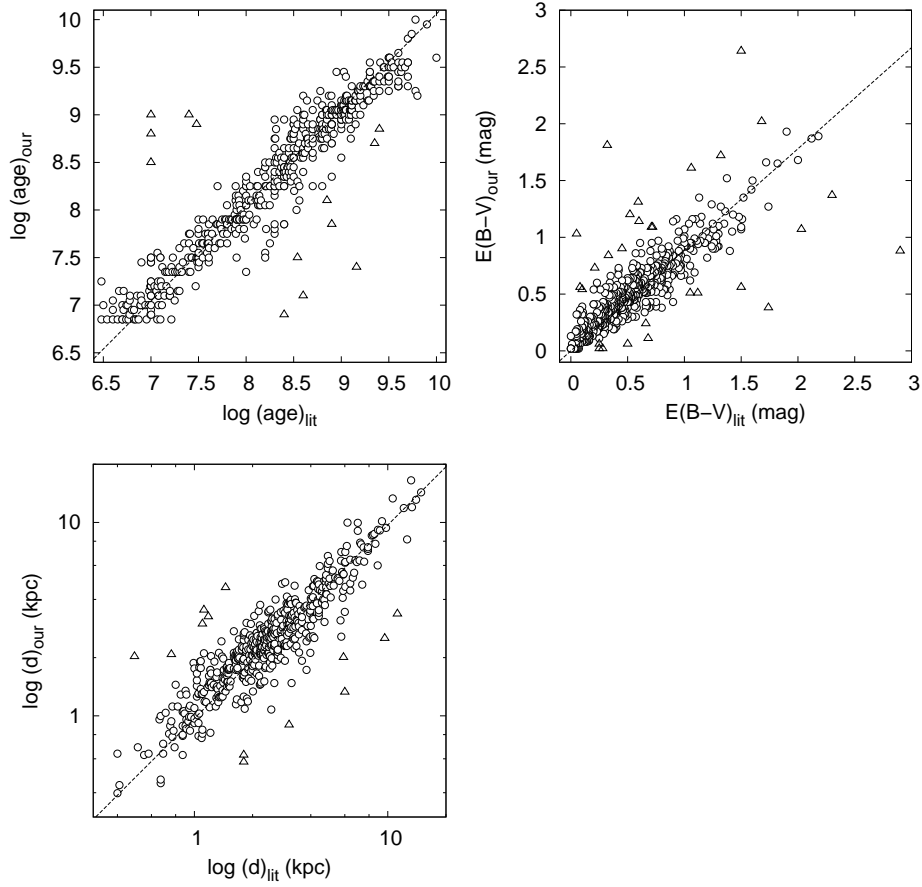 10
9.5
9
8.5
8
7.5
7
6.5
log (age)our
6.5 7 7.5 8 8.5 9 9.5 10
log (age)lit
3
2.5
2
1.5
1
0.5
0
E(B−V)our (mag)
0 0.5 1 1.5 2 2.5 3
E(B−V)lit (mag)
10
1
log (d)our (kpc)
1 10
log (d)lit (kpc)